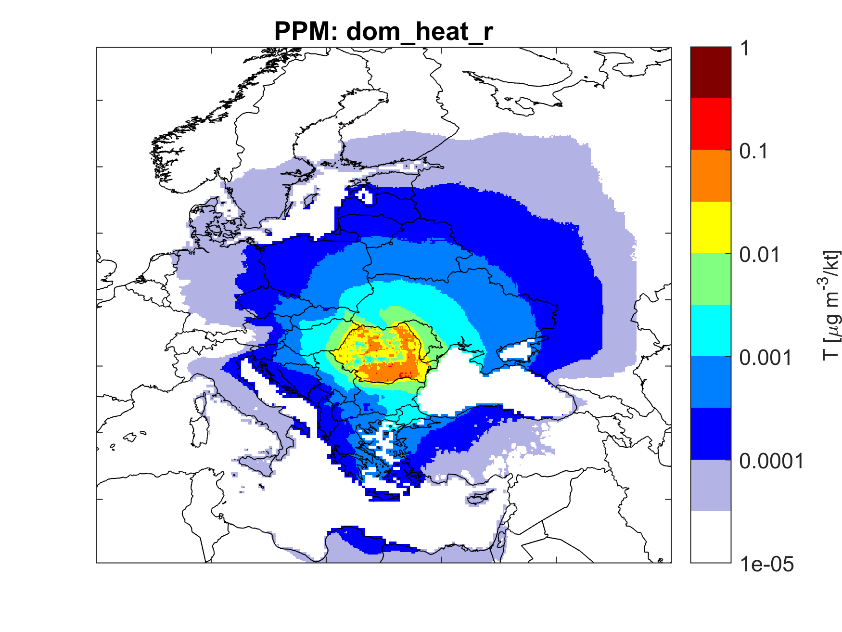 PPM: dom_heat_r
1
0.1
0.01
0.001
0.0001
1e-05
T [μg m⁻³/kt]